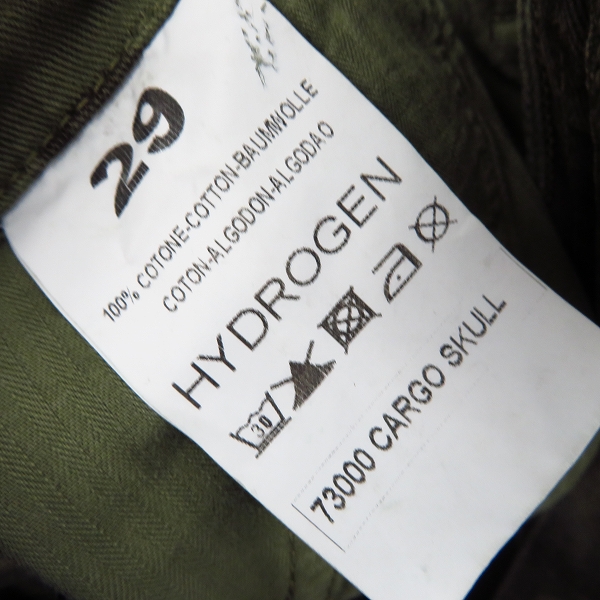 29
100% COTONE-COTTON-BAUMWOLLE
COTON-ALGODON-ALGODAO
HYDROGEN
30
73000 CARGO SKULL